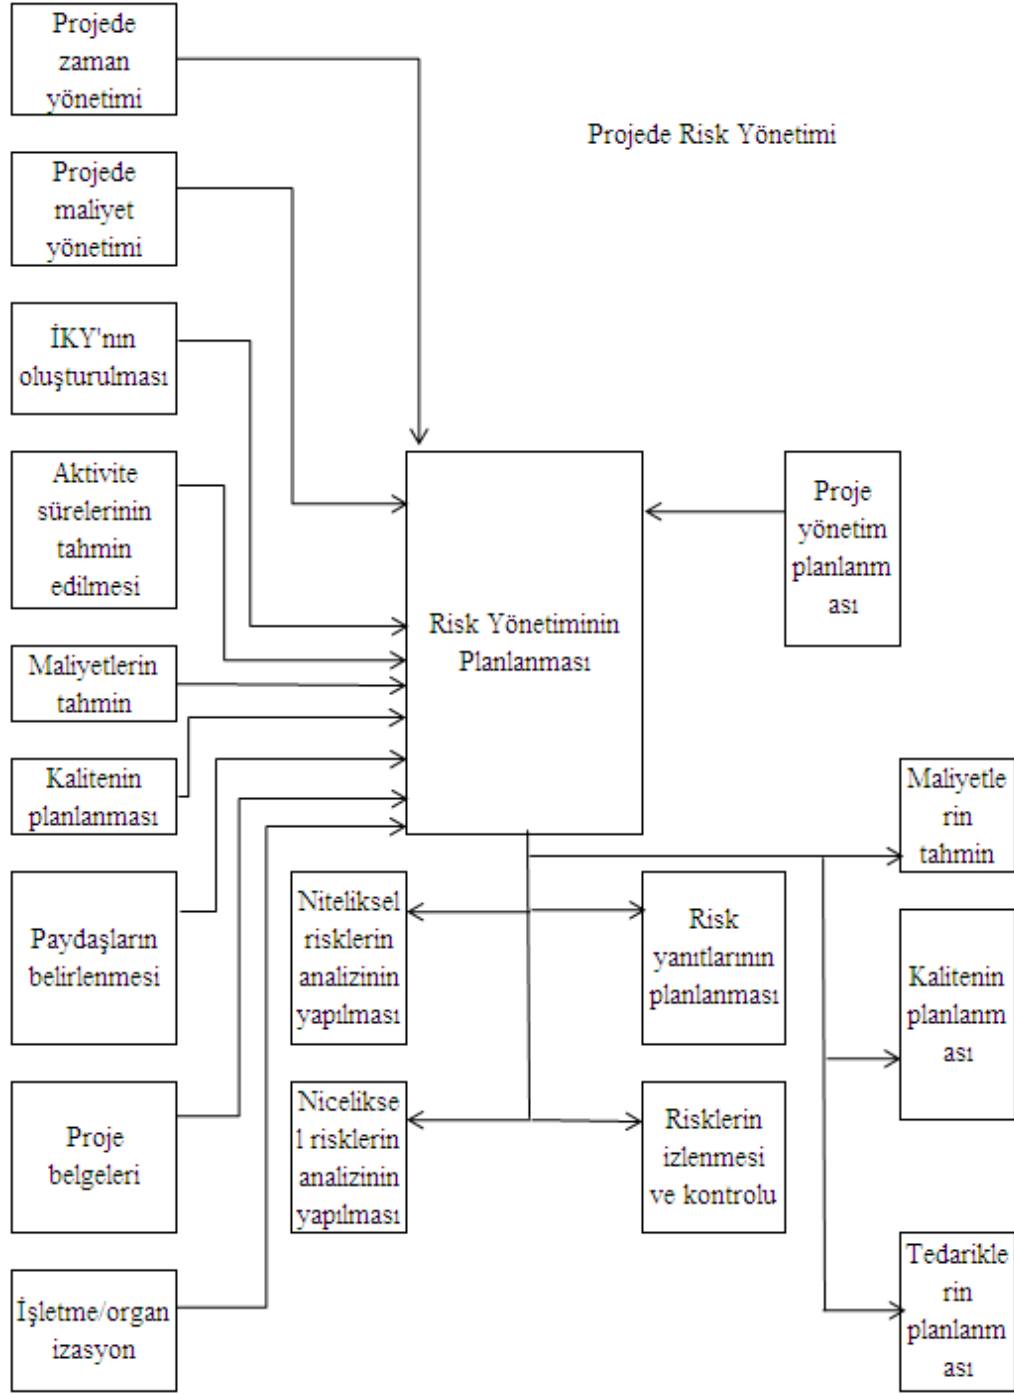 Projede
zaman
yönetimi
Projede Risk Yönetimi
Projede
maliyet
yönetimi
İKY'nın
oluşturulması
Aktivite
sürelerinin
tahmin
edilmesi
Maliyetlerin
tahmin
Kalitenin
planlanması
Paydaşların
belirlenmesi
Proje
belgeleri
İşletme/organ
izasyon
Risk Yönetiminin
Planlanması
Proje
yönetim
planlanm
ası
Niteliksel
risklerin
analizinin
yapılması
Risk
yanıtlarının
planlanması
Nicelikse
l risklerin
analizinin
yapılması
Risklerin
izlenmesi
ve kontrolu
Maliyetle
rin
tahmin
Kalitenin
planlanm
ası
Tedarikle
rin
planlanm
ası